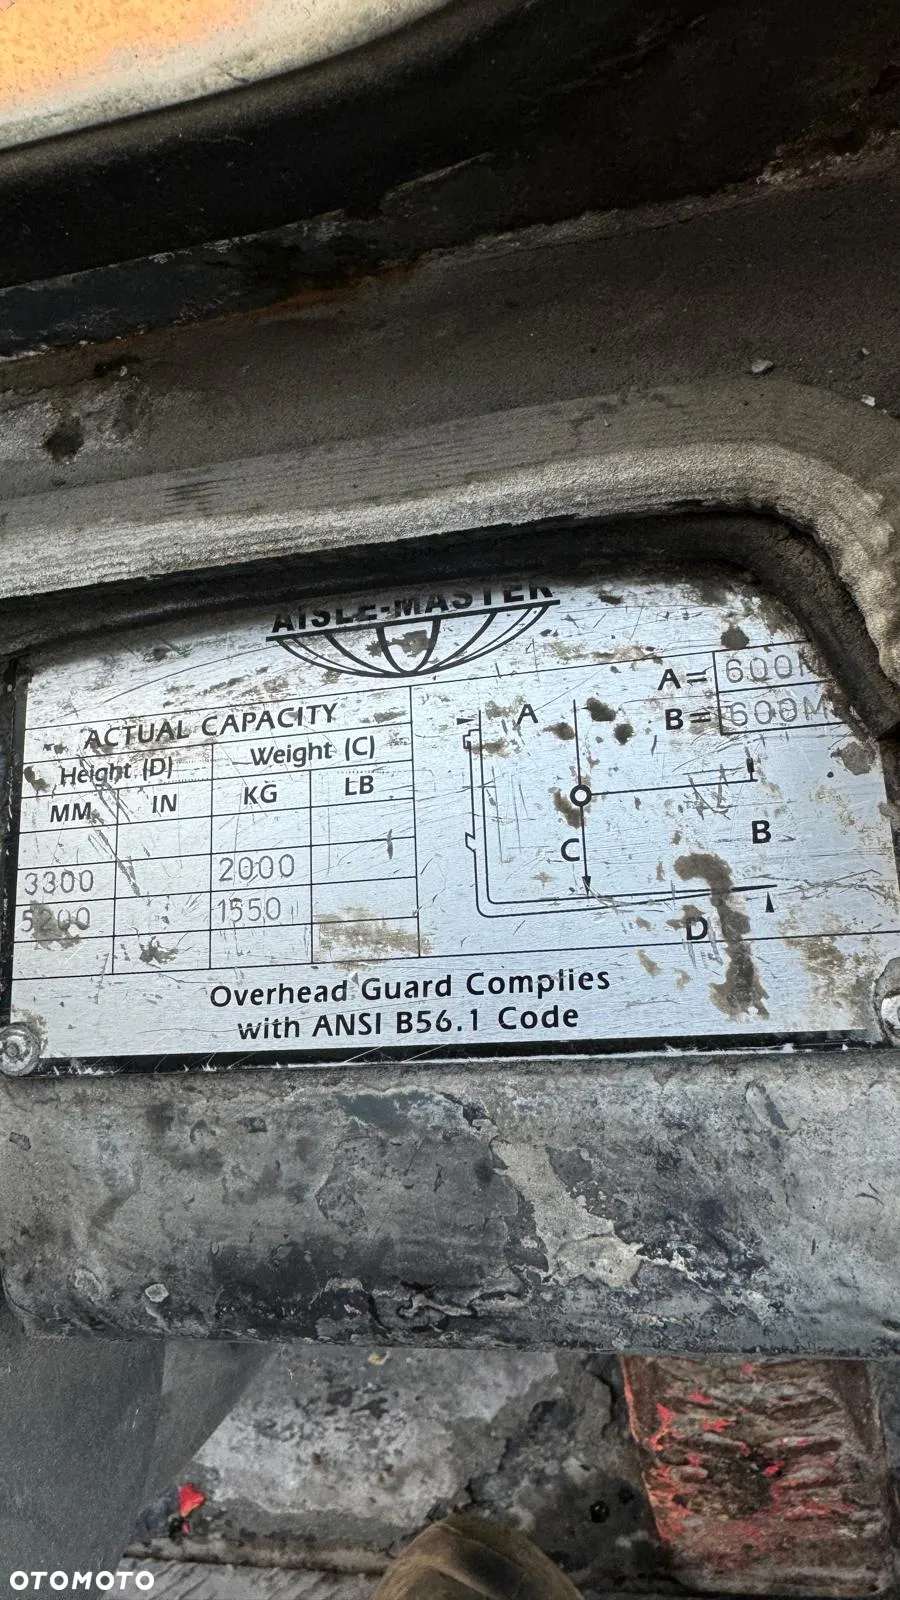 AISLE-MASTER
ACTUAL CAPACITY
Height (D) Weight (C)
MM IN KG LB
3300 2000
5200 1550
A= 600M
B= 600M
A
B
C
D
Overhead Guard Complies
with ANSI B56.1 Code
OTOMOTO